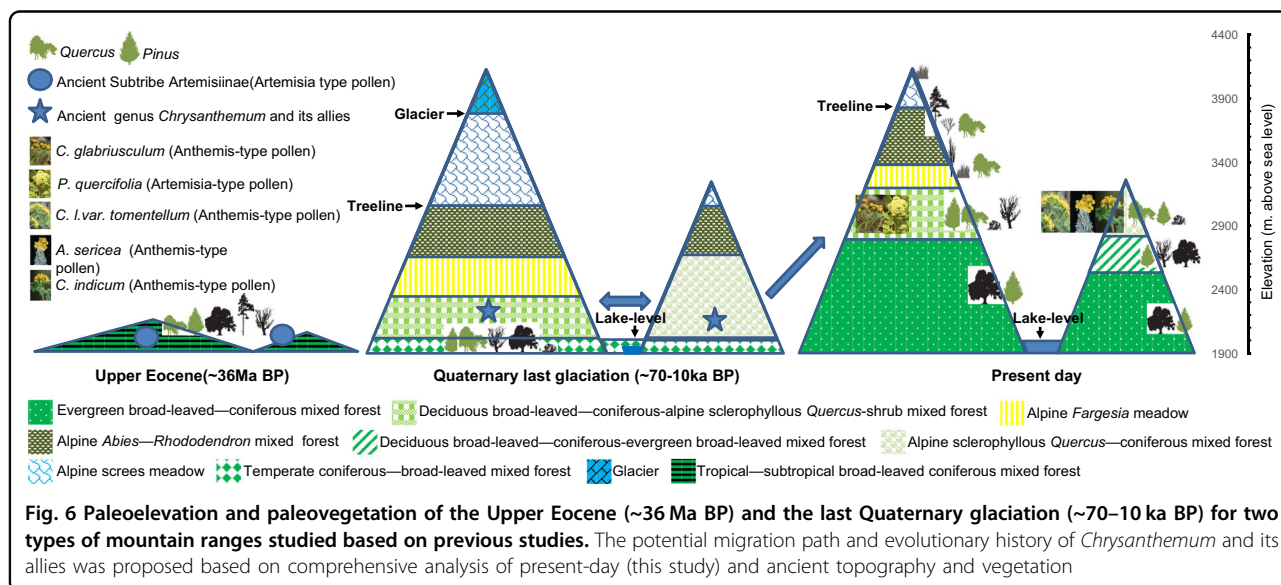 Quercus Pinus
Ancient Subtribe Artemisiinae(Artemisia type pollen)
Ancient genus Chrysanthemum and its allies
C. glabriusculum (Anthemis-type pollen)
P. quercifolia (Artemisia-type pollen)
C. l.var. tomentellum (Anthemis-type pollen)
A. sericea (Anthemis-type
pollen)
C. indicum (Anthemis-type pollen)
Glacier
Treeline
Lake-level
Treeline
Lake-level
4400
3900
3400
2900
2400
1900
Elevation (m. above sea level)
Upper Eocene(~36Ma BP)
Quaternary last glaciation (~70-10ka BP)
Present day
Evergreen broad-leaved—coniferous mixed forest
Deciduous broad-leaved—coniferous-alpine sclerophyllous Quercus-shrub mixed forest
Alpine Fargesia meadow
Alpine Abies—Rhododendron mixed forest
Deciduous broad-leaved—coniferous-evergreen broad-leaved mixed forest
Alpine sclerophyllous Quercus—coniferous mixed forest
Alpine screes meadow
Temperate coniferous—broad-leaved mixed forest
Glacier
Tropical—subtropical broad-leaved coniferous mixed forest
Fig. 6 Paleoelevation and paleovegetation of the Upper Eocene (~36 Ma BP) and the last Quaternary glaciation (~70–10 ka BP) for two
types of mountain ranges studied based on previous studies. The potential migration path and evolutionary history of Chrysanthemum and its
allies was proposed based on comprehensive analysis of present-day (this study) and ancient topography and vegetation